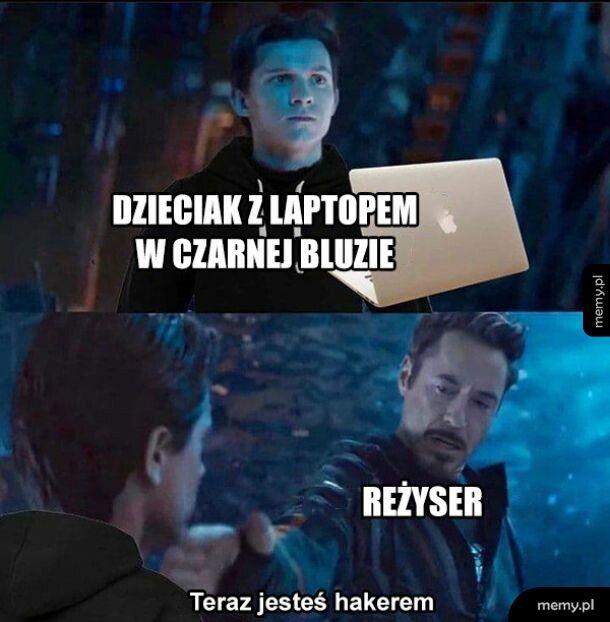 DZIECIAK Z LAPTOPEM
W CZARNEJ BLUZIE
memy.pl
REŻYSER
Teraz jesteś hakerem
memy.pl